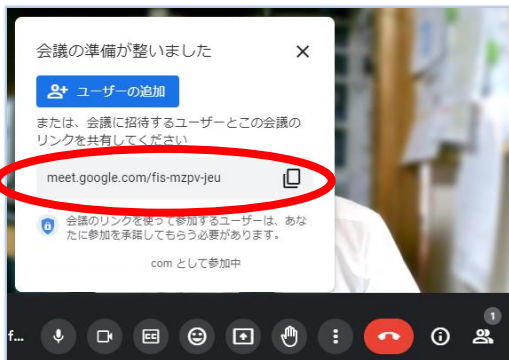 会議の準備が整いました
ユーザーの追加
または、会議に招待するユーザーとこの会議の
リンクを共有してください
meet.google.com/fis-mzpv-jeu
会議のリンクを使って参加するユーザーは、あな
たに参加を承諾してもらう必要があります。
com として参加中
f...
CC
1